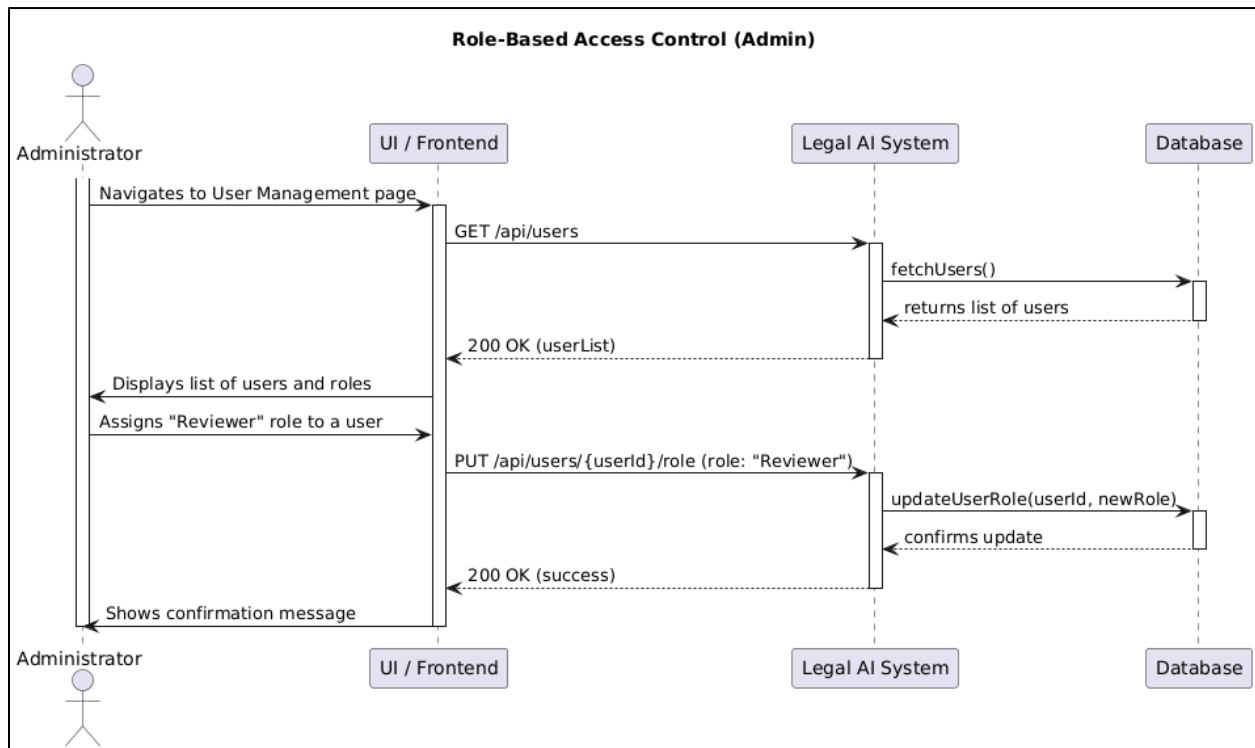 Role-Based Access Control (Admin)
Administrator
UI / Frontend
Legal AI System
Database
Navigates to User Management page
GET /api/users
fetchUsers()
returns list of users
200 OK (userList)
Displays list of users and roles
Assigns "Reviewer" role to a user
PUT /api/users/{userId}/role (role: "Reviewer")
updateUserRole(userId, newRole)
confirms update
200 OK (success)
Shows confirmation message
Administrator
UI / Frontend
Legal AI System
Database